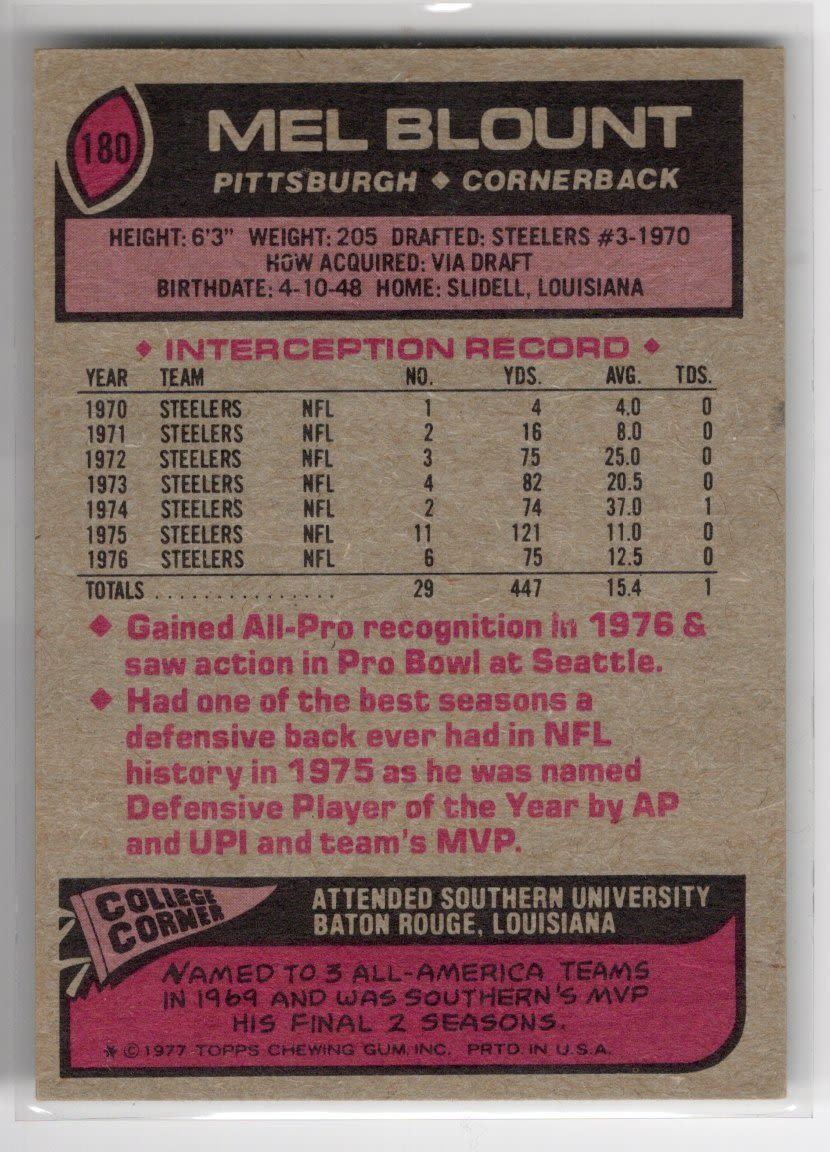 180
MEL BLOUNT
PITTSBURGH ♦ CORNERBACK
HEIGHT: 6'3" WEIGHT: 205 DRAFTED: STEELERS #3-1970
HOW ACQUIRED: VIA DRAFT
BIRTHDATE: 4-10-48 HOME: SLIDELL, LOUISIANA
♦ INTERCEPTION RECORD ♦
YEAR TEAM NO. YDS. AVG. TDS.
1970 STEELERS NFL 1 4 4.0 0
1971 STEELERS NFL 2 16 8.0 0
1972 STEELERS NFL 3 75 25.0 0
1973 STEELERS NFL 4 82 20.5 0
1974 STEELERS NFL 2 74 37.0 1
1975 STEELERS NFL 11 121 11.0 0
1976 STEELERS NFL 6 75 12.5 0
TOTALS . . . . . . . . . . . . . . . 29 447 15.4 1
♦ Gained All-Pro recognition in 1976 &
saw action in Pro Bowl at Seattle.
♦ Had one of the best seasons a
defensive back ever had in NFL
history in 1975 as he was named
Defensive Player of the Year by AP
and UPI and team's MVP.
COLLEGE
CORNER
ATTENDED SOUTHERN UNIVERSITY
BATON ROUGE, LOUISIANA
NAMED TO 3 ALL-AMERICA TEAMS
IN 1969 AND WAS SOUTHERN'S MVP
HIS FINAL 2 SEASONS.
* © 1977 TOPPS CHEWING GUM, INC. PRTD. IN U.S.A.